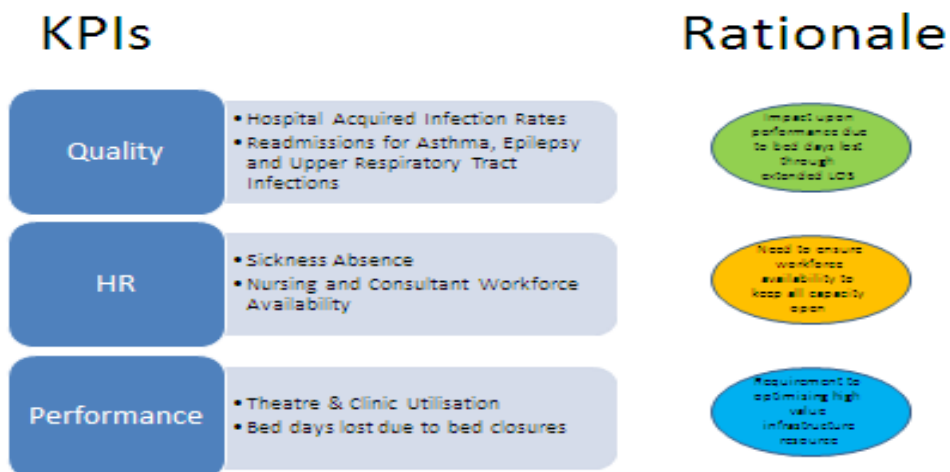 KPIs
Rationale
Quality
• Hospital Acquired Infection Rates
• Readmissions for Asthma, Epilepsy
and Upper Respiratory Tract
Infections
Impact upon
performance due
to bed days lost
through
extended LOS
HR
• Sickness Absence
• Nursing and Consultant Workforce
Availability
Need to ensure
workforce
availability to
keep all capacity
open
Performance
• Theatre & Clinic Utilisation
• Bed days lost due to bed closures
Requirement to
optimising high
value
infrastructure
resource